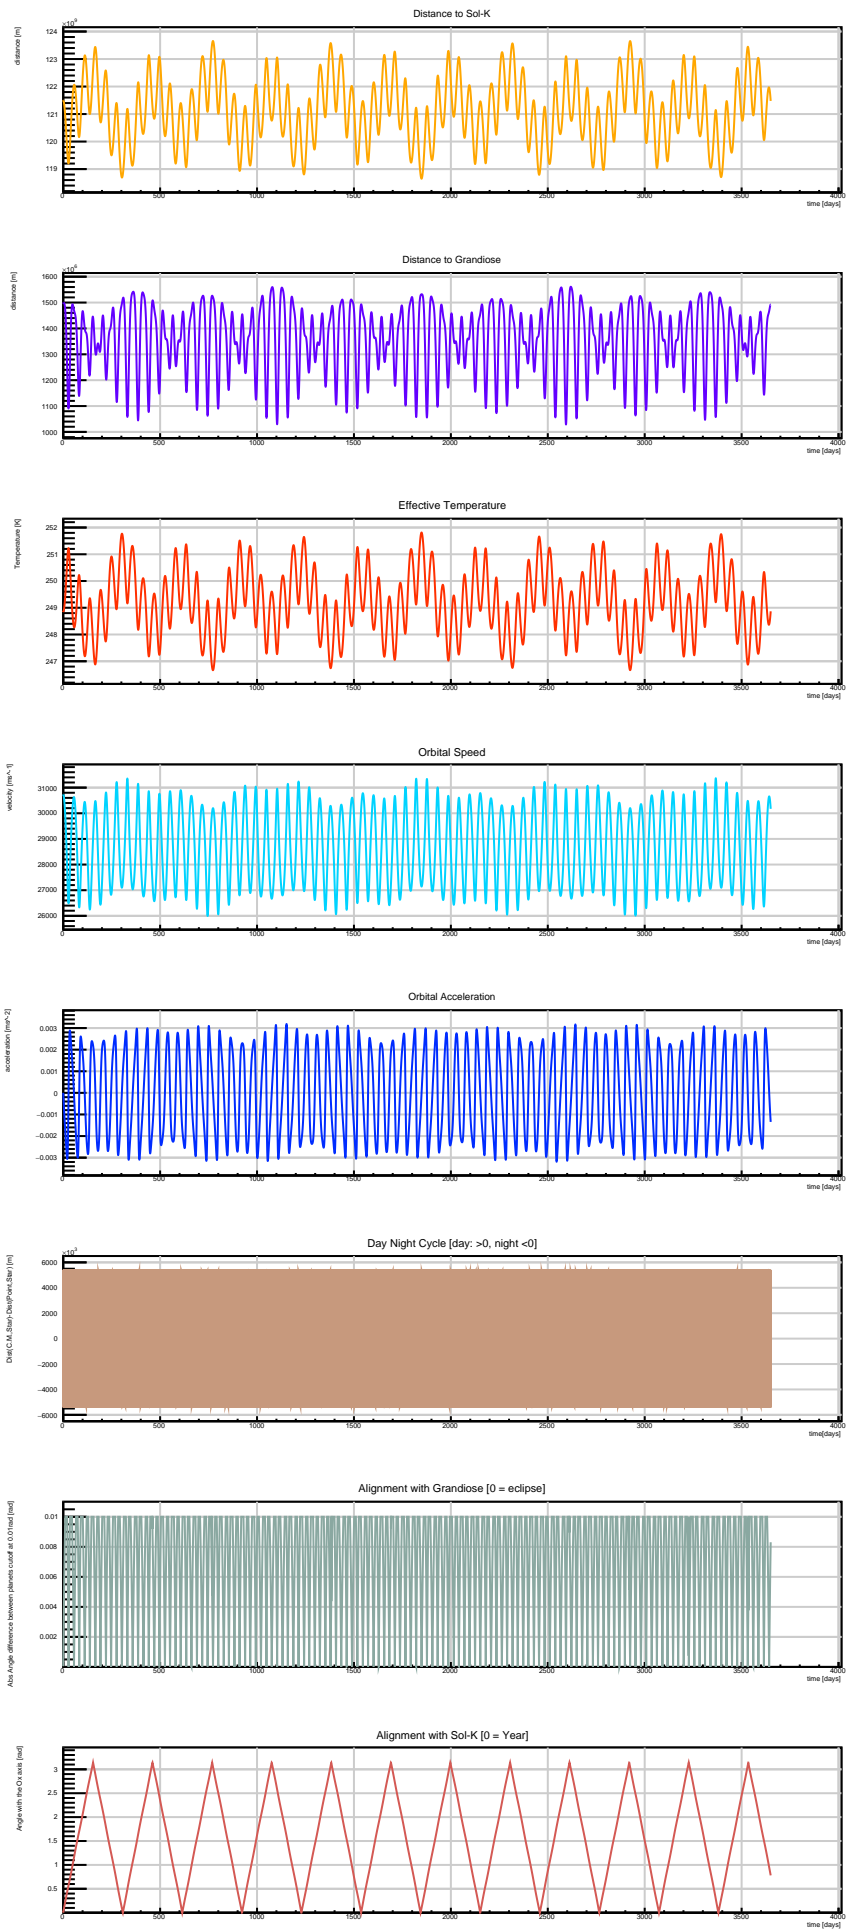 Distance to Sol-K
×10⁹
distance [m]
124
123
122
121
120
119
0 500 1000 1500 2000 2500 3000 3500 4000
time [days]
Distance to Grandiose
×10⁶
distance [m]
1600
1500
1400
1300
1200
1100
1000
0 500 1000 1500 2000 2500 3000 3500 4000
time [days]
Effective Temperature
Temperature [K]
252
251
250
249
248
247
0 500 1000 1500 2000 2500 3000 3500 4000
time [days]
Orbital Speed
velocity [ms^-1]
31000
30000
29000
28000
27000
26000
0 500 1000 1500 2000 2500 3000 3500 4000
time [days]
Orbital Acceleration
acceleration [ms^-2]
0.003
0.002
0.001
0
−0.001
−0.002
−0.003
0 500 1000 1500 2000 2500 3000 3500 4000
time [days]
Day Night Cycle [day: >0, night <0]
×10³
Dist(C.M.Star)-Dist(Point,Star) [m]
6000
4000
2000
0
−2000
−4000
−6000
0 500 1000 1500 2000 2500 3000 3500 4000
time[days]
Alignment with Grandiose [0 = eclipse]
Abs Angle difference between planets cutoff at 0.01rad [rad]
0.01
0.008
0.006
0.004
0.002
0 500 1000 1500 2000 2500 3000 3500 4000
time [days]
Alignment with Sol-K [0 = Year]
Angle with the Ox axis [rad]
3
2.5
2
1.5
1
0.5
0 500 1000 1500 2000 2500 3000 3500 4000
time [days]